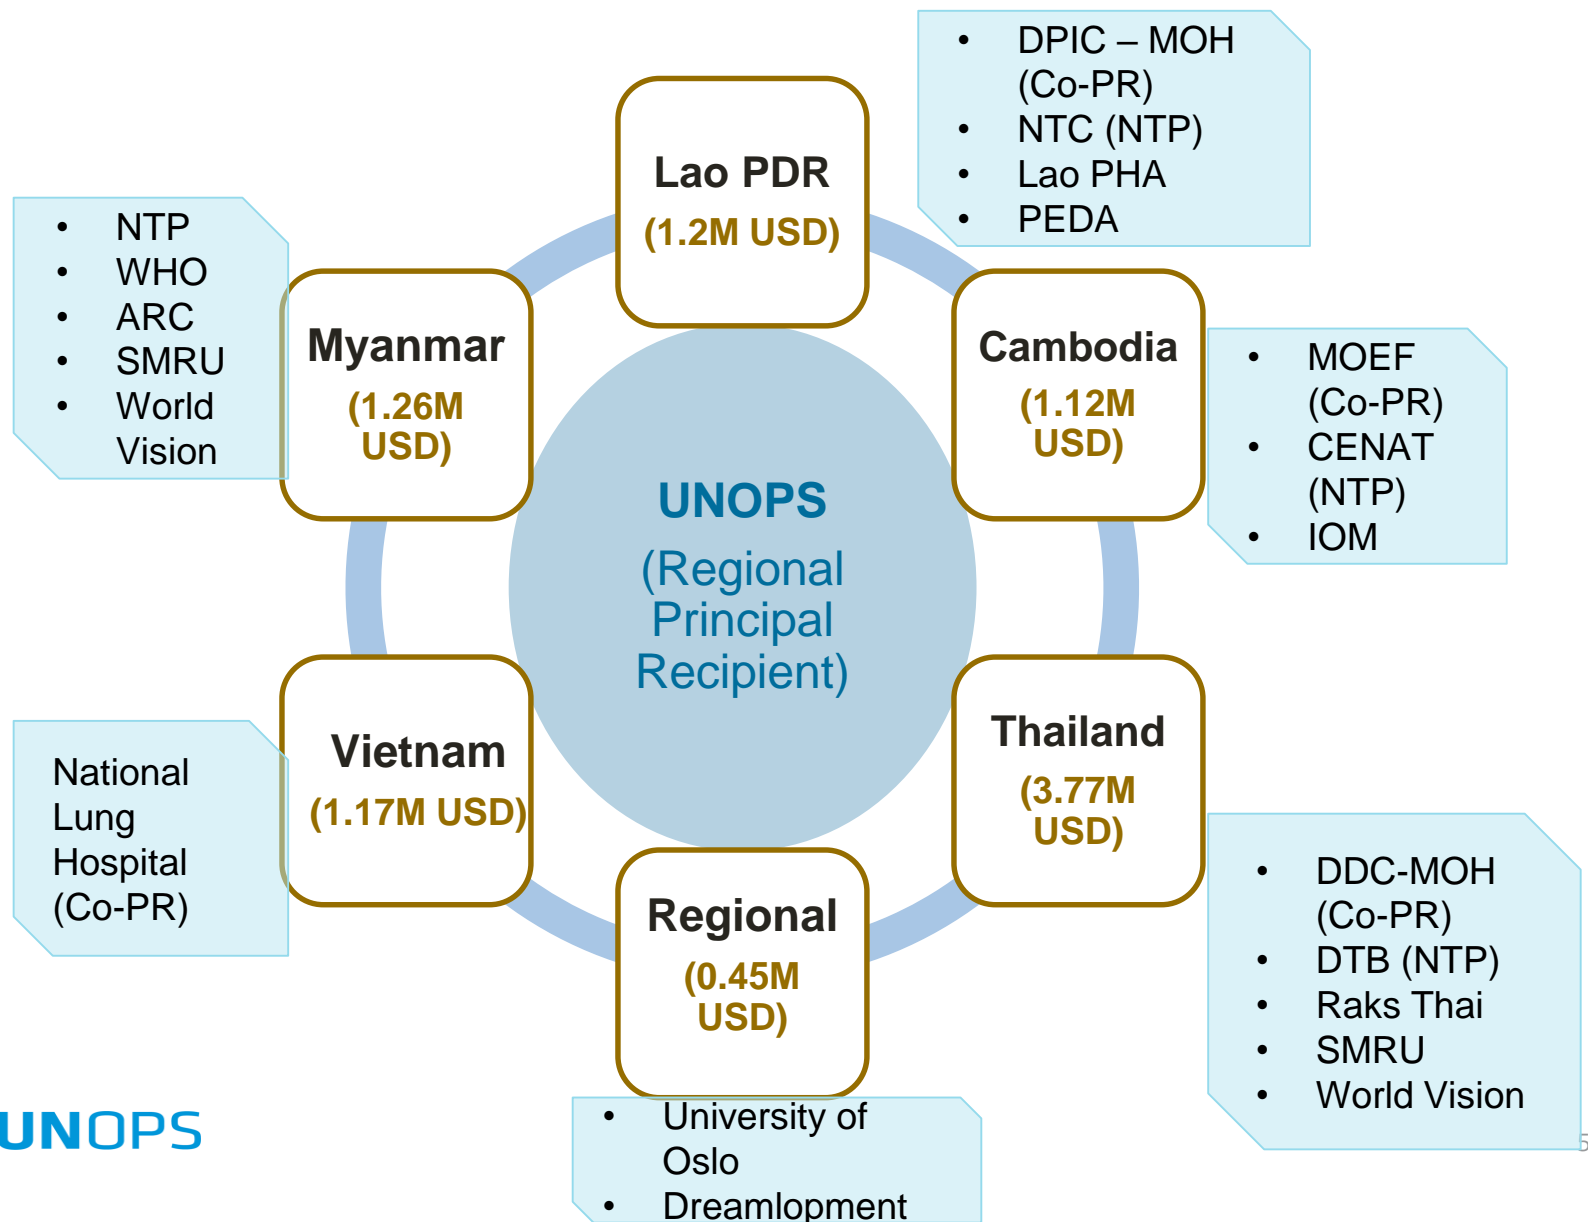 • DPIC – MOH
(Co-PR)
• NTC (NTP)
• Lao PHA
• PEDA
Lao PDR
(1.2M USD)
• NTP
• WHO
• ARC
• SMRU
• World
Vision
Myanmar
(1.26M
USD)
Cambodia
(1.12M
USD)
• MOEF
(Co-PR)
• CENAT
(NTP)
• IOM
UNOPS
(Regional
Principal
Recipient)
Vietnam
(1.17M USD)
National
Lung
Hospital
(Co-PR)
Thailand
(3.77M
USD)
• DDC-MOH
(Co-PR)
• DTB (NTP)
• Raks Thai
• SMRU
• World Vision
Regional
(0.45M
USD)
• University of
Oslo
• Dreamlopment
UNOPS
5